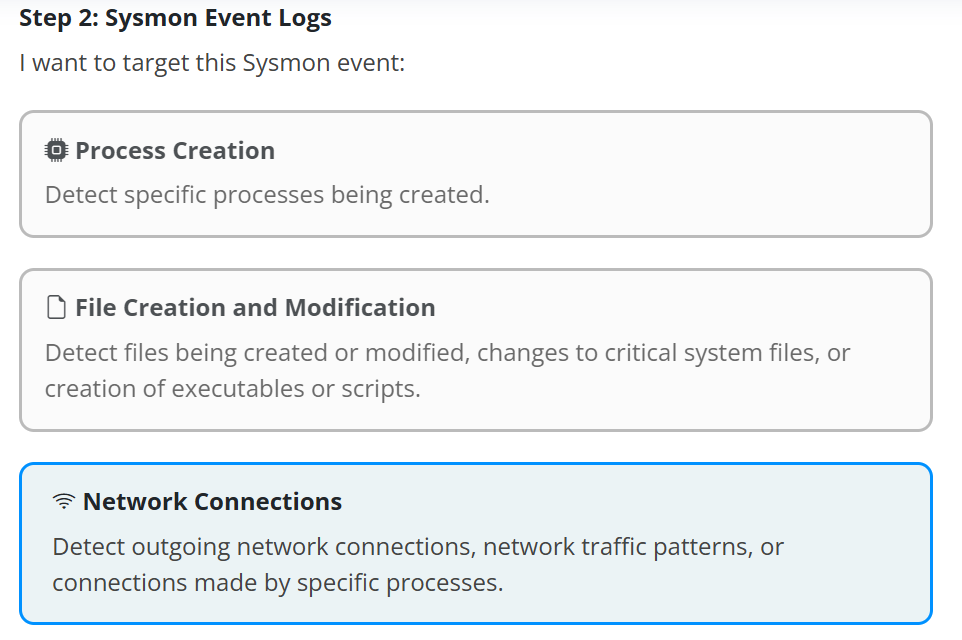 Step 2: Sysmon Event Logs
I want to target this Sysmon event:
Process Creation
Detect specific processes being created.
File Creation and Modification
Detect files being created or modified, changes to critical system files, or
creation of executables or scripts.
Network Connections
Detect outgoing network connections, network traffic patterns, or
connections made by specific processes.